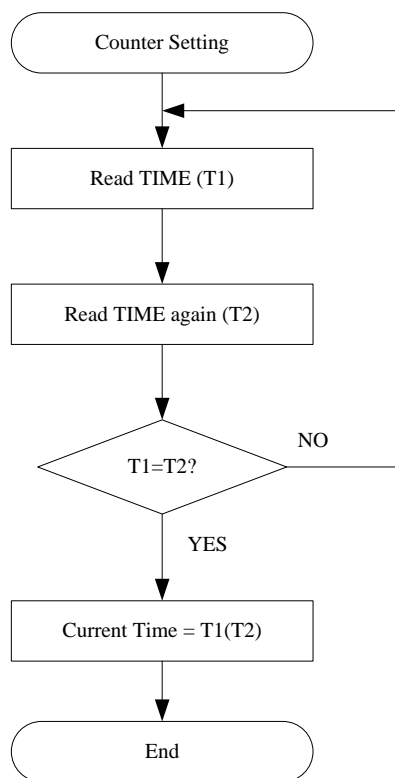 Counter Setting
Read TIME (T1)
Read TIME again (T2)
T1=T2?
NO
YES
Current Time = T1(T2)
End